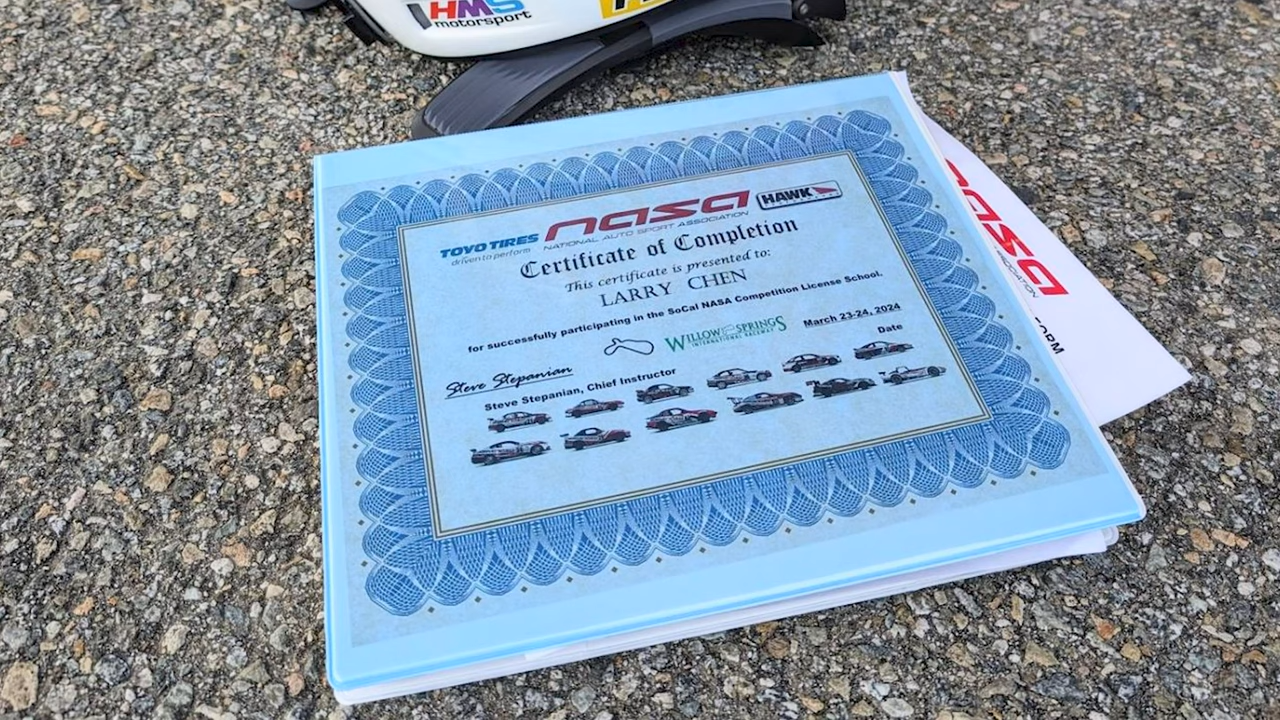 HMS
motorsport
TOYO TIRES
driven to perform
nasa
NATIONAL AUTO SPORT ASSOCIATION
HAWK
Certificate of Completion
This certificate is presented to:
LARRY CHEN
for successfully participating in the SoCal NASA Competition License School.
WILLOW SPRINGS
INTERNATIONAL RACEWAY
March 23-24, 2024
Date
Steve Stepanian
Steve Stepanian, Chief Instructor
nasa
ASSOCIATION
FORM